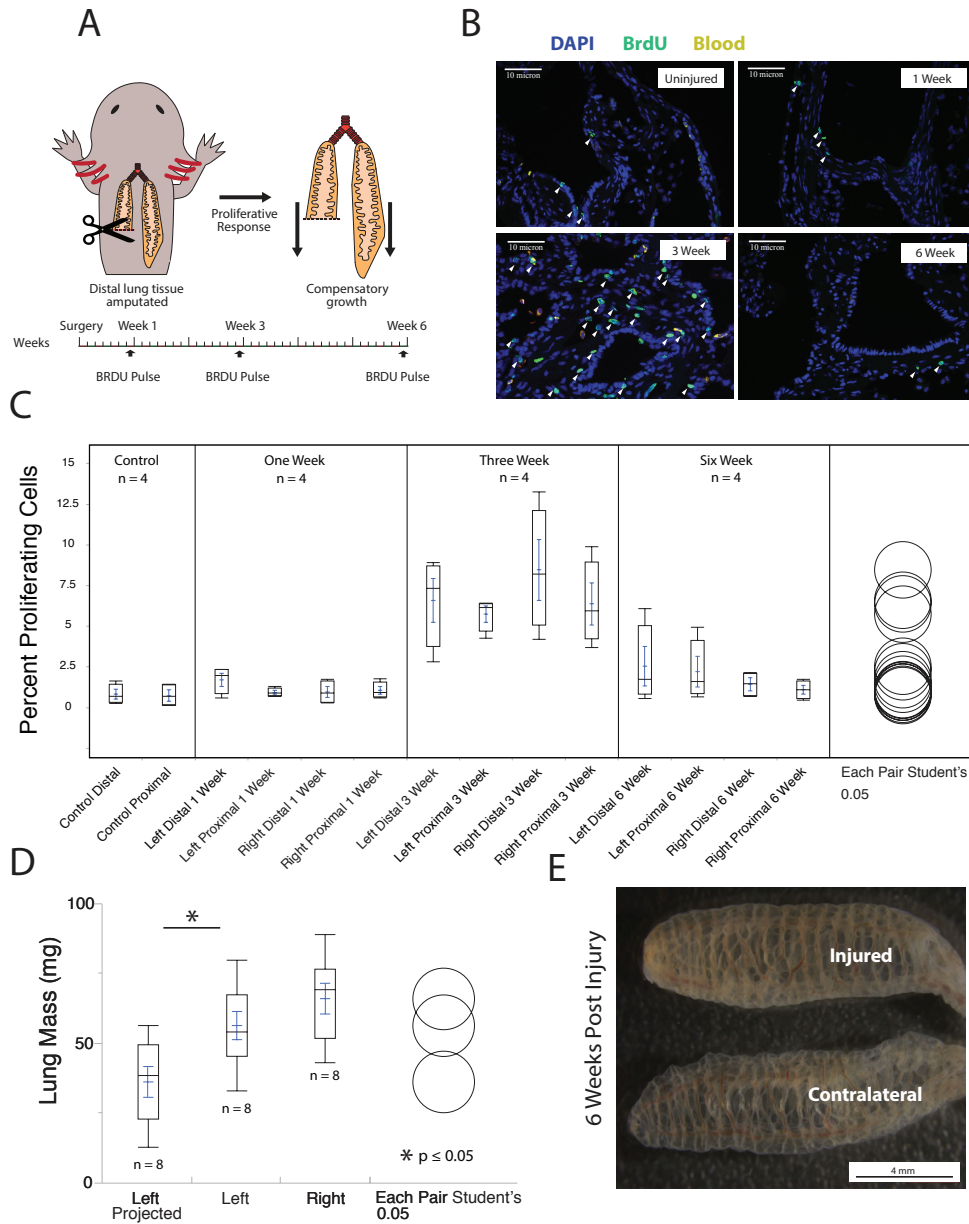 A
Proliferative
Response
Distal lung tissue
amputated
Compensatory
growth
Surgery
Week 1
Week 3
Week 6
Weeks
BRDU Pulse
BRDU Pulse
BRDU Pulse
B
DAPI BrdU Blood
10 micron
Uninjured
10 micron
1 Week
10 micron
3 Week
10 micron
6 Week
C
Percent Proliferating Cells
15
12.5
10
7.5
5
2.5
0
Control
n = 4
One Week
n = 4
Three Week
n = 4
Six Week
n = 4
Control Distal
Control Proximal
Left Distal 1 Week
Left Proximal 1 Week
Right Distal 1 Week
Right Proximal 1 Week
Left Distal 3 Week
Left Proximal 3 Week
Right Distal 3 Week
Right Proximal 3 Week
Left Distal 6 Week
Left Proximal 6 Week
Right Distal 6 Week
Right Proximal 6 Week
Each Pair Student's
0.05
D
Lung Mass (mg)
100
50
0
*
n = 8
n = 8
n = 8
* p ≤ 0.05
Left
Projected
Left
Right
Each Pair Student's
0.05
E
6 Weeks Post Injury
Injured
Contralateral
4 mm